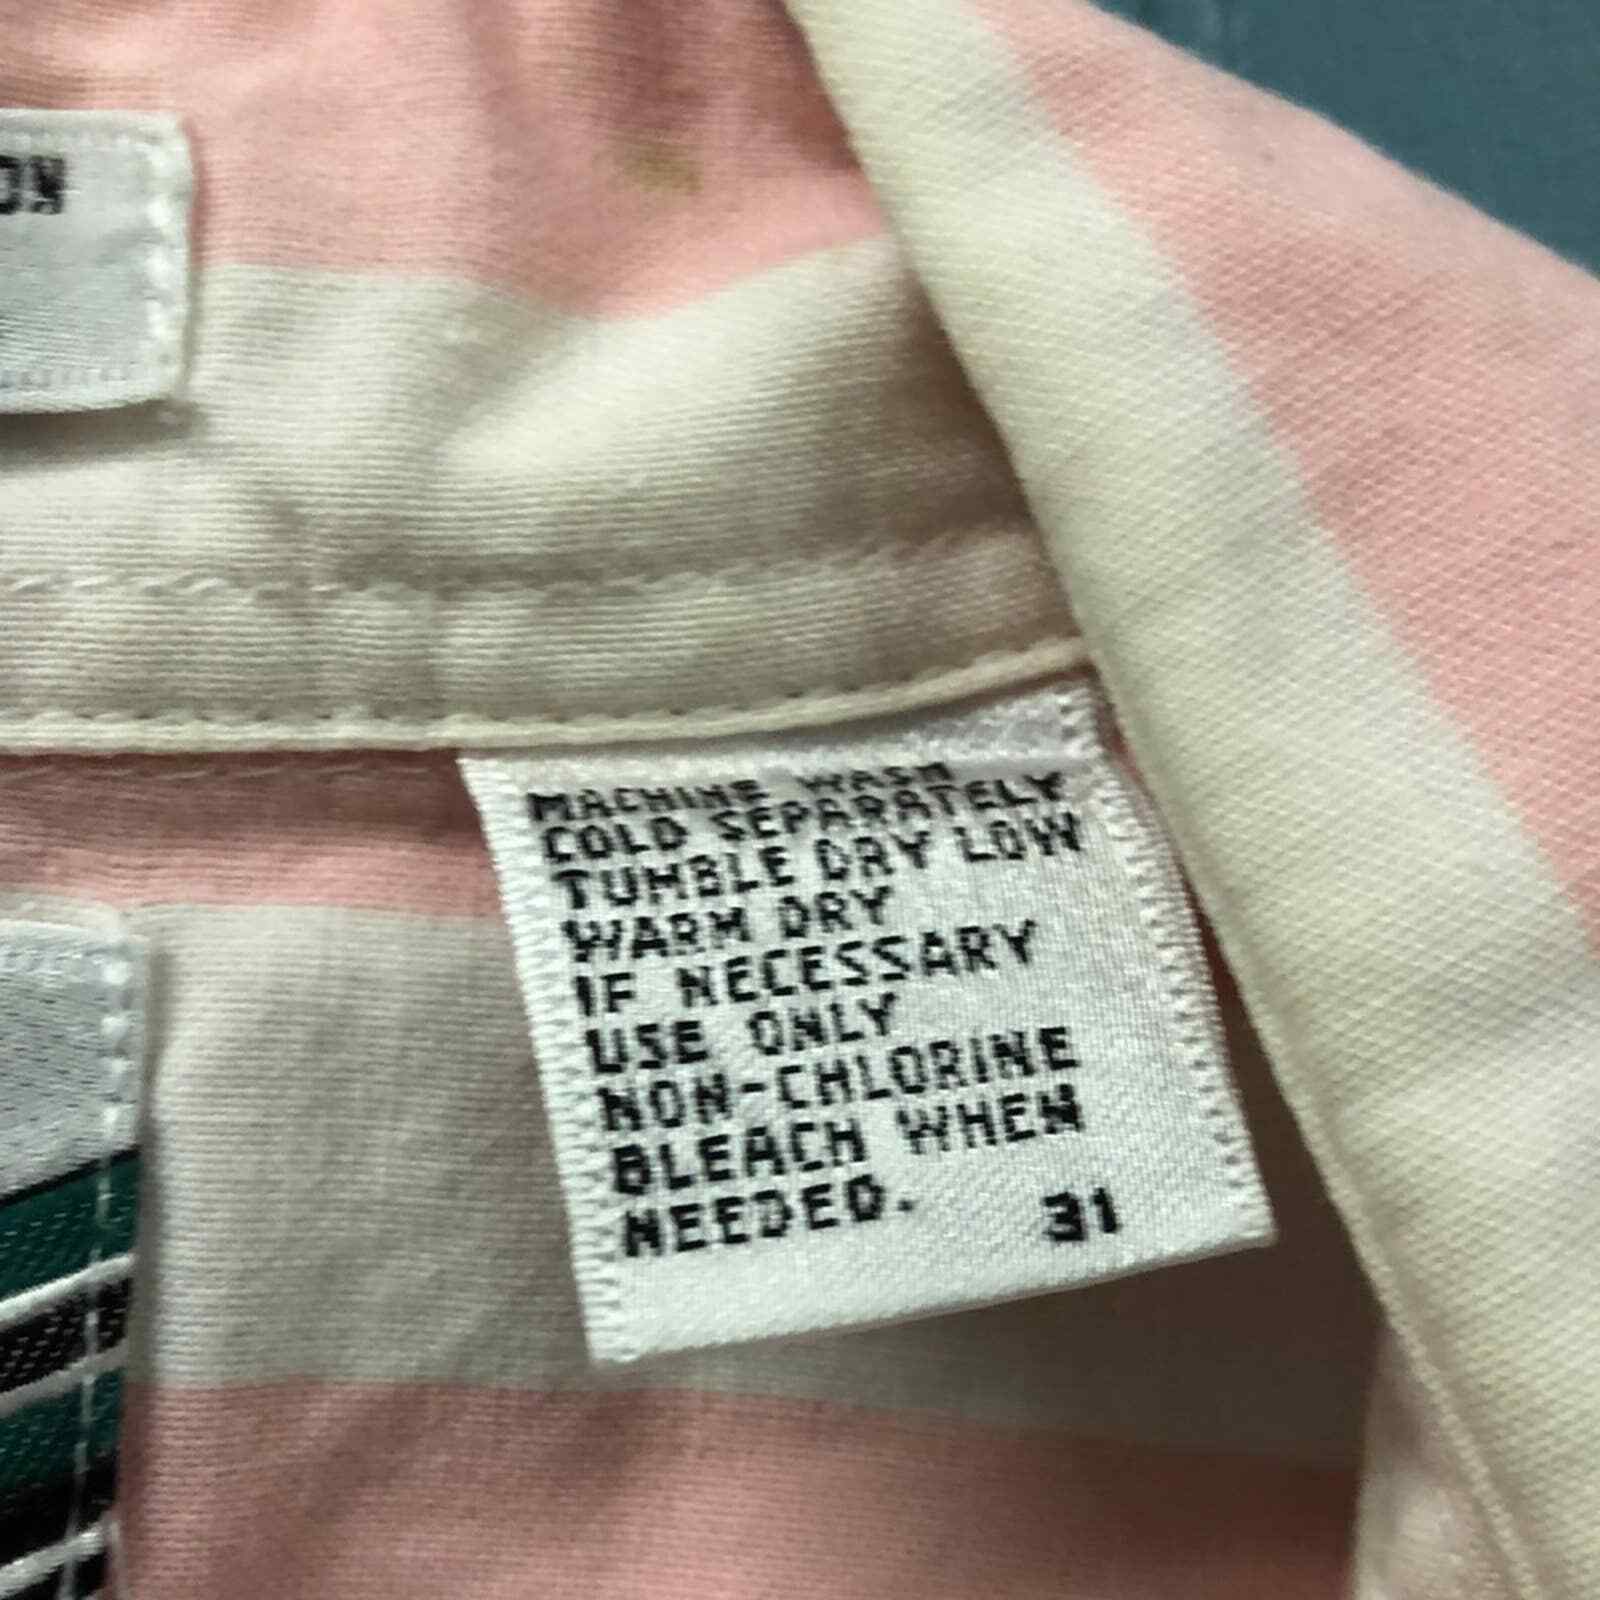 MACHINE WASH
COLD SEPARATELY
TUMBLE DRY LOW
WARM DRY
IF NECESSARY
USE ONLY
NON-CHLORINE
BLEACH WHEN
NEEDED. 31